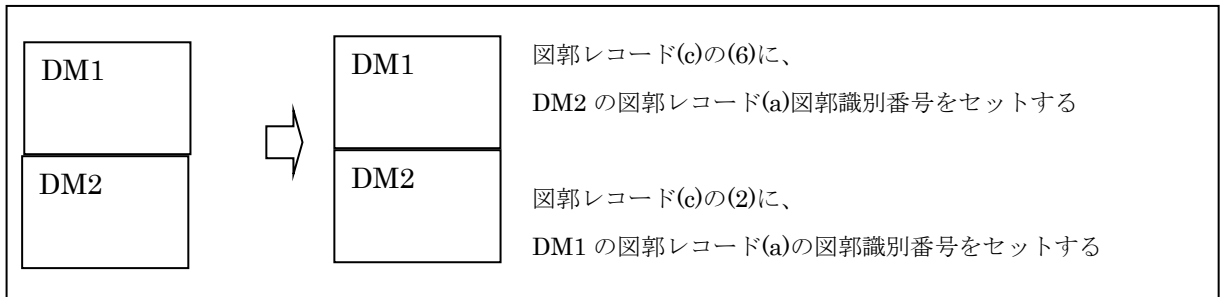 DM1
DM2
DM1
図郭レコード(c)の(6)に、
DM2 の図郭レコード(a)図郭識別番号をセットする
DM2
図郭レコード(c)の(2)に、
DM1 の図郭レコード(a)の図郭識別番号をセットする